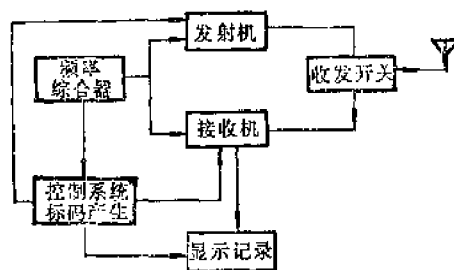 发射机
频率
综合器
收发开关
接收机
控制系统
标码产生
显示记录